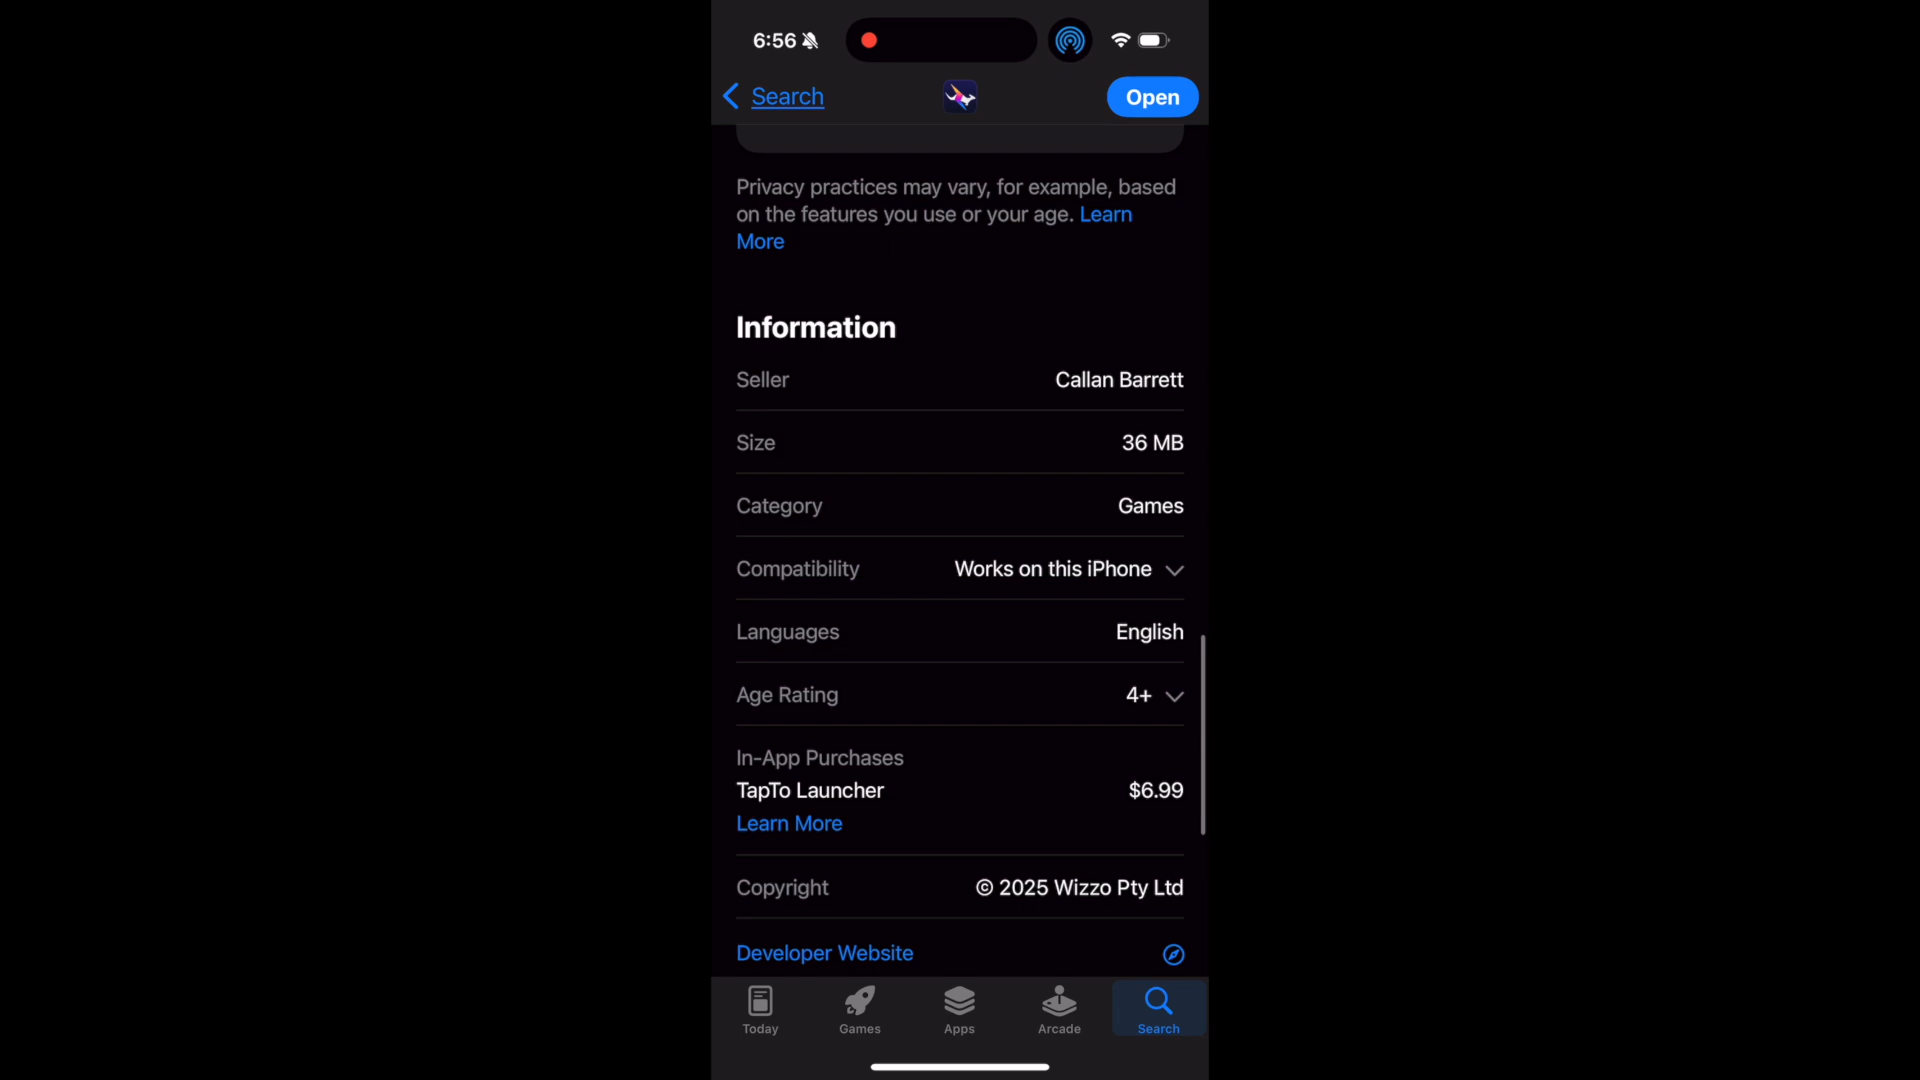 6:56
Search
Open
Privacy practices may vary, for example, based
on the features you use or your age. Learn
More
Information
Seller Callan Barrett
Size 36 MB
Category Games
Compatibility Works on this iPhone
Languages English
Age Rating 4+
In-App Purchases
TapTo Launcher $6.99
Learn More
Copyright © 2025 Wizzo Pty Ltd
Developer Website
Today Games Apps Arcade Search